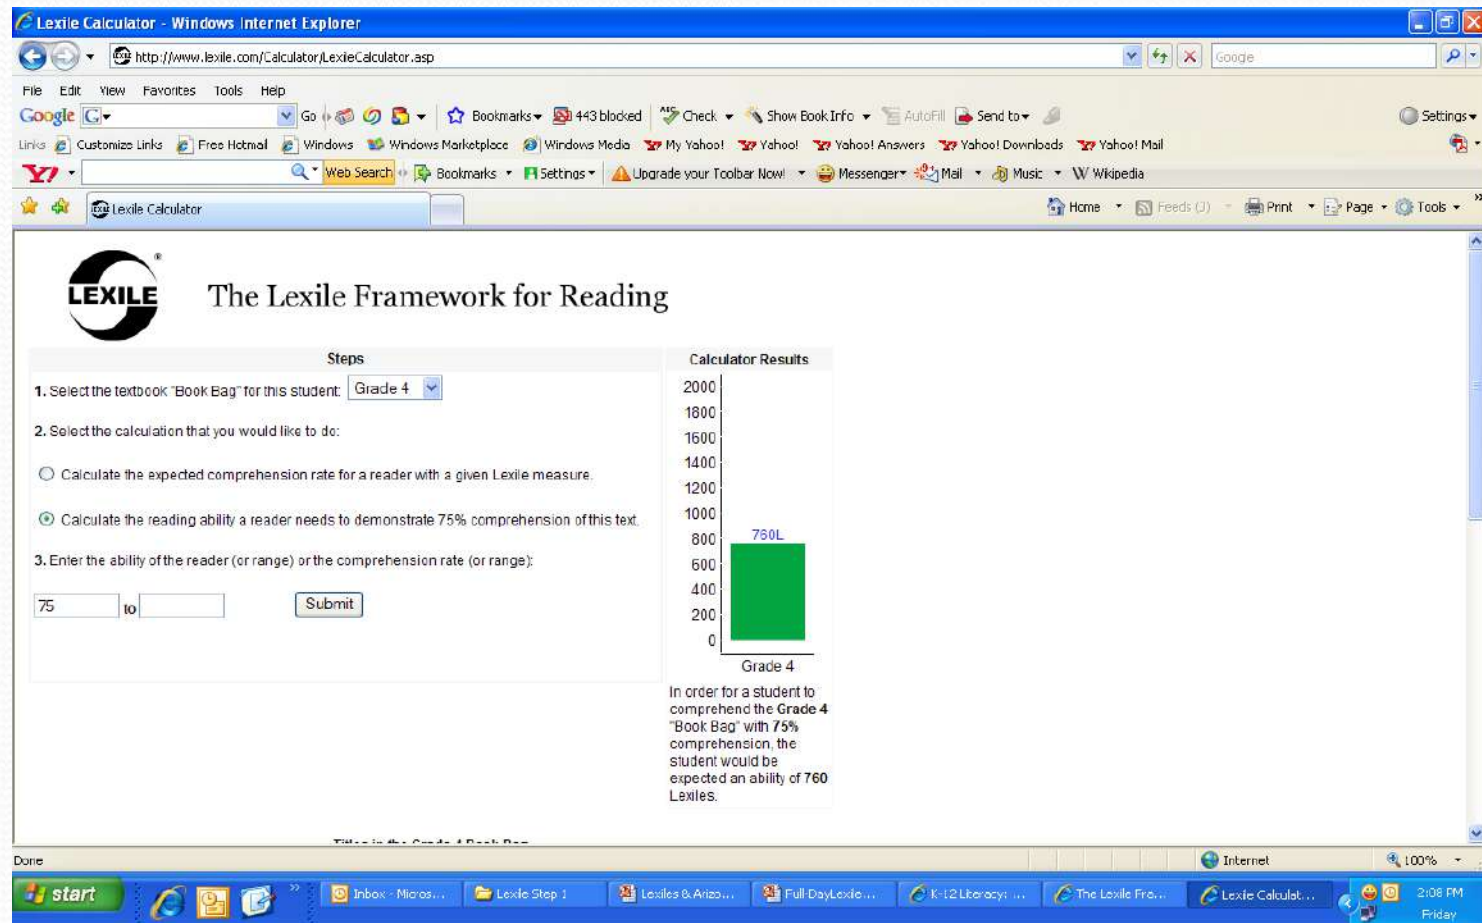 Lexile Calculator - Windows Internet Explorer
http://www.lexile.com/Calculator/LexileCalculator.asp
Google
File Edit View Favorites Tools Help
Google G Go Bookmarks 443 blocked Check Show Book Info AutoFill Send to Settings
Links Customize Links Free Hotmail Windows Windows Marketplace Windows Media My Yahoo! Yahoo! Yahoo! Answers Yahoo! Downloads Yahoo! Mail
Y! Web Search Bookmarks Settings Upgrade your Toolbar Now! Messenger Mail Music W Wikipedia
Lexile Calculator Home Feeds (J) Print Page Tools
LEXILE ®
The Lexile Framework for Reading
Steps
1. Select the textbook "Book Bag" for this student: Grade 4
2. Select the calculation that you would like to do:
Calculate the expected comprehension rate for a reader with a given Lexile measure.
Calculate the reading ability a reader needs to demonstrate 75% comprehension of this text.
3. Enter the ability of the reader (or range) or the comprehension rate (or range):
75 to Submit
Calculator Results
2000
1800
1600
1400
1200
1000
800
760L
600
400
200
0
Grade 4
In order for a student to
comprehend the Grade 4
"Book Bag" with 75%
comprehension, the
student would be
expected an ability of 760
Lexiles.
Titles in the Grade 4 Book Bag
Done Internet 100%
start Inbox - Micros... Lexile Step 1 Lexiles & Arizo... Full-DayLexile... K-12 Literacy: ... The Lexile Fra... Lexile Calculat... 2:08 PM
Friday